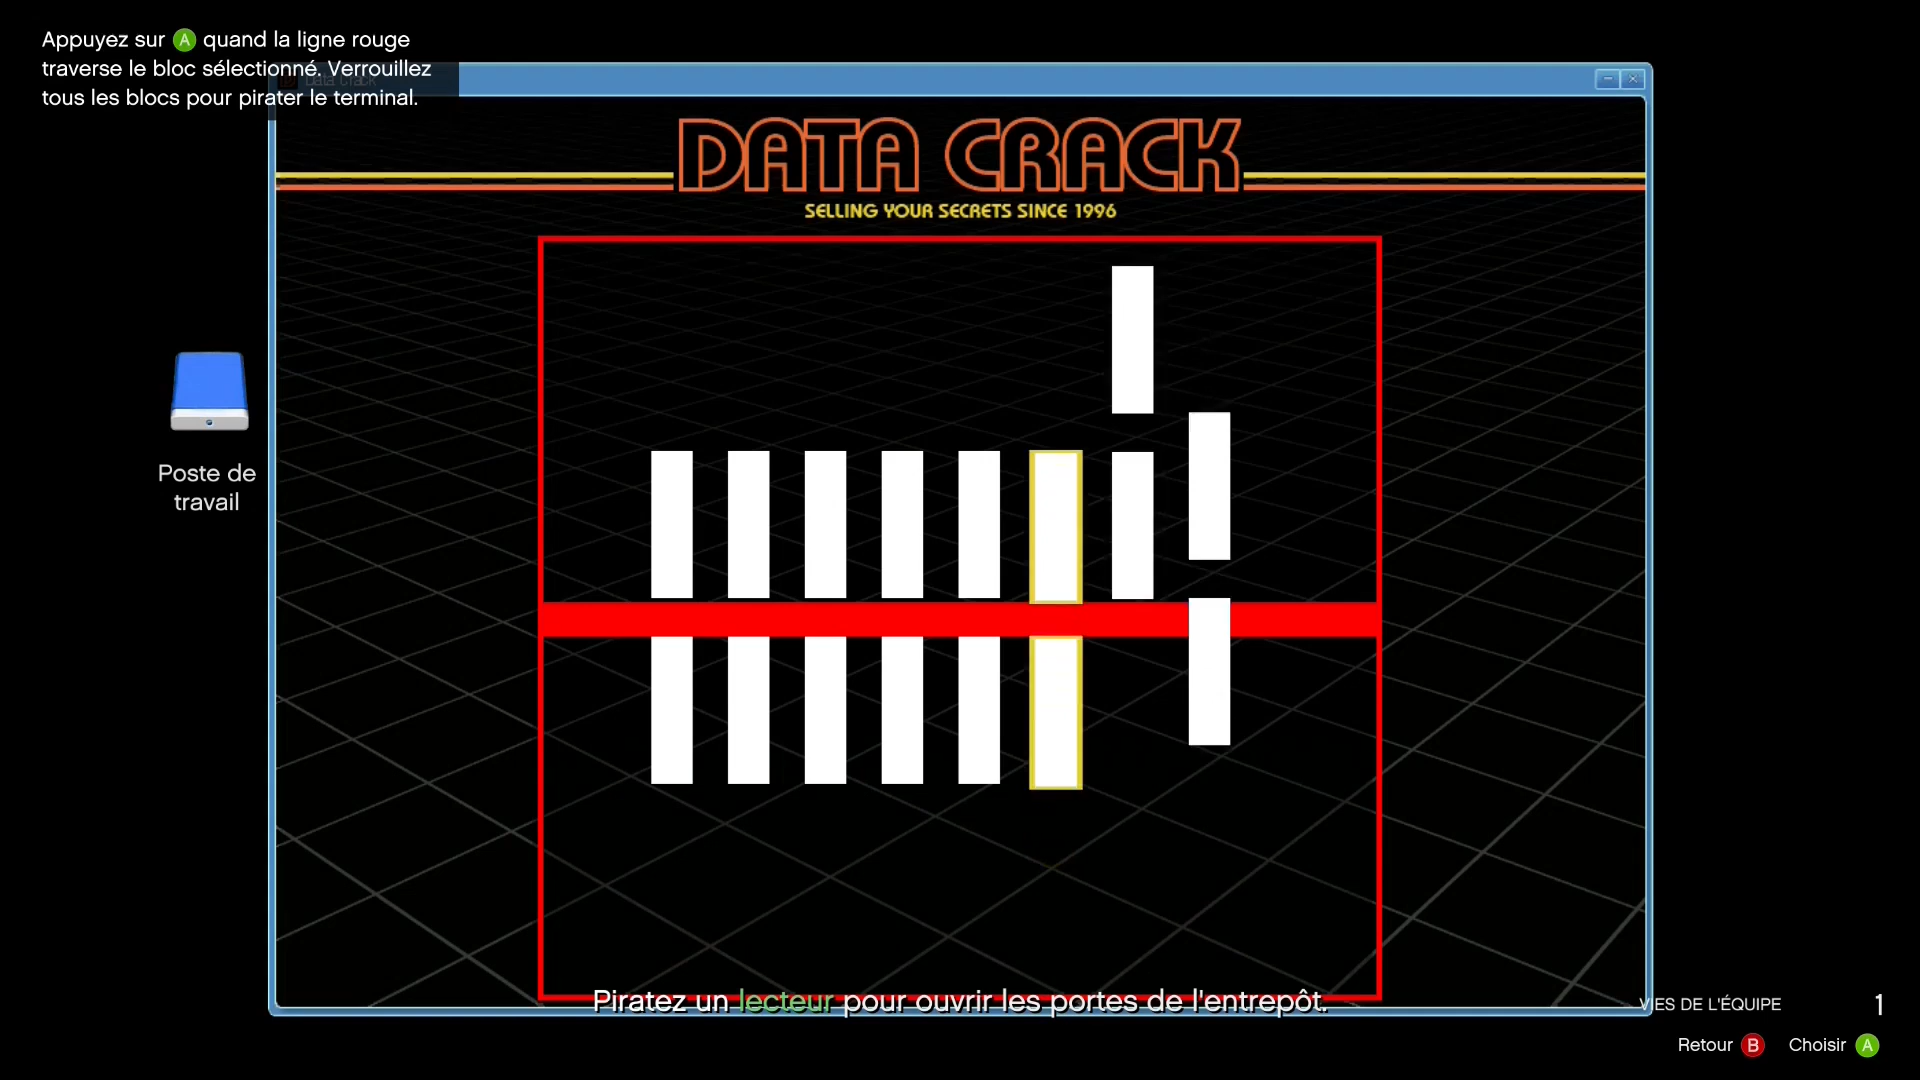 Appuyez sur A quand la ligne rouge
traverse le bloc sélectionné. Verrouillez
tous les blocs pour pirater le terminal.
Data Crack
DATA CRACK
SELLING YOUR SECRETS SINCE 1996
Poste de
travail
Piratez un lecteur pour ouvrir les portes de l'entrepôt.
VIES DE L'ÉQUIPE 1
Retour B Choisir A